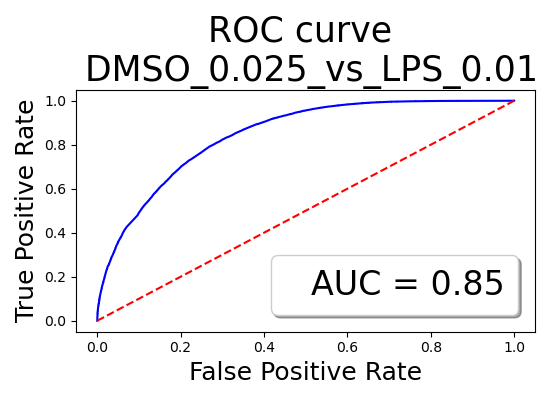 ROC curve
DMSO_0.025_vs_LPS_0.01
True Positive Rate
1.0
0.8
0.6
0.4
0.2
0.0
AUC = 0.85
0.0 0.2 0.4 0.6 0.8 1.0
False Positive Rate